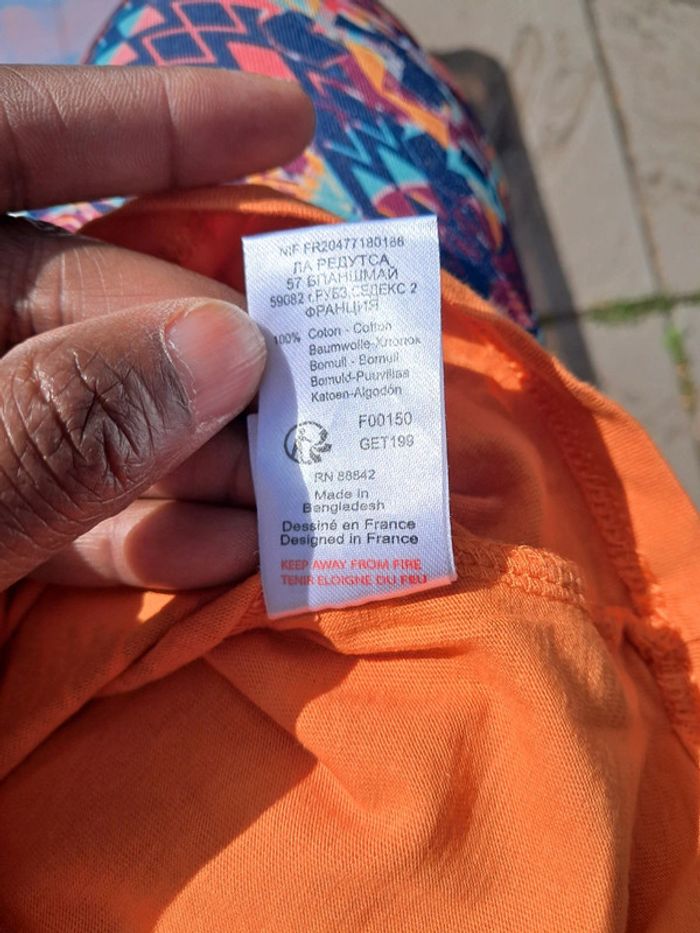 NIF FR20477180186
ЛА РЕДУТСА,
57 БЛАНШМАЙ
59082 г.РУБЭ,СЕДЕКС 2
ФРАНЦИЯ
100% Coton - Cotton
Baumwolle-Хлопок
Bomull - Bomull
Bomuld-Puuvillaa
Katoen-Algodón
F00150
GET199
RN 88842
Made in
Bangladesh
Dessiné en France
Designed in France
KEEP AWAY FROM FIRE
TENIR ELOIGNE DU FEU